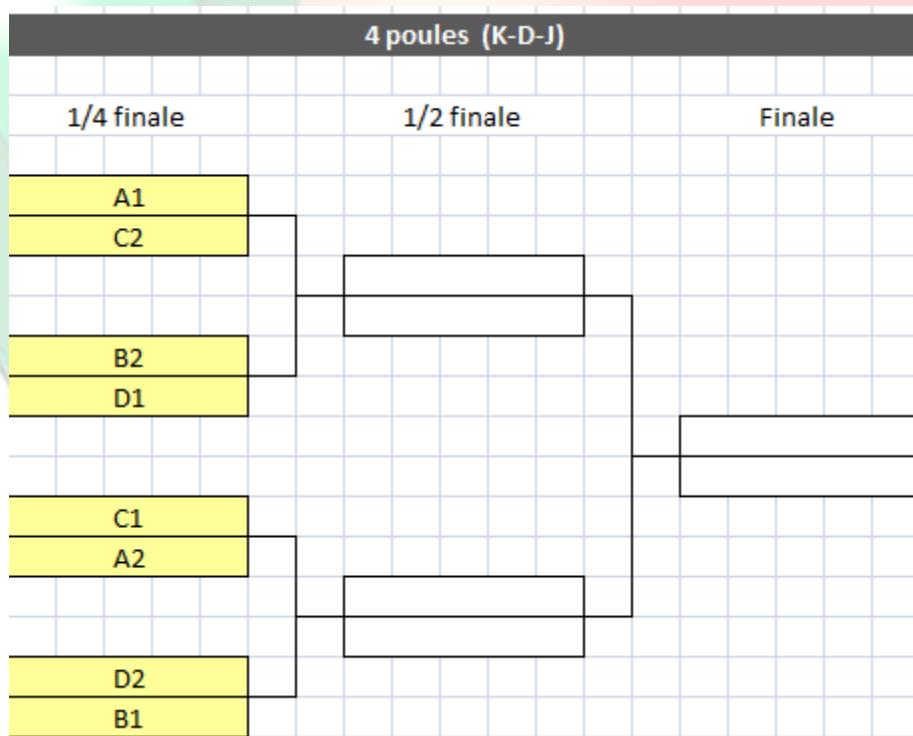 4 poules (K-D-J)
1/4 finale 1/2 finale Finale
A1
C2
B2
D1
C1
A2
D2
B1